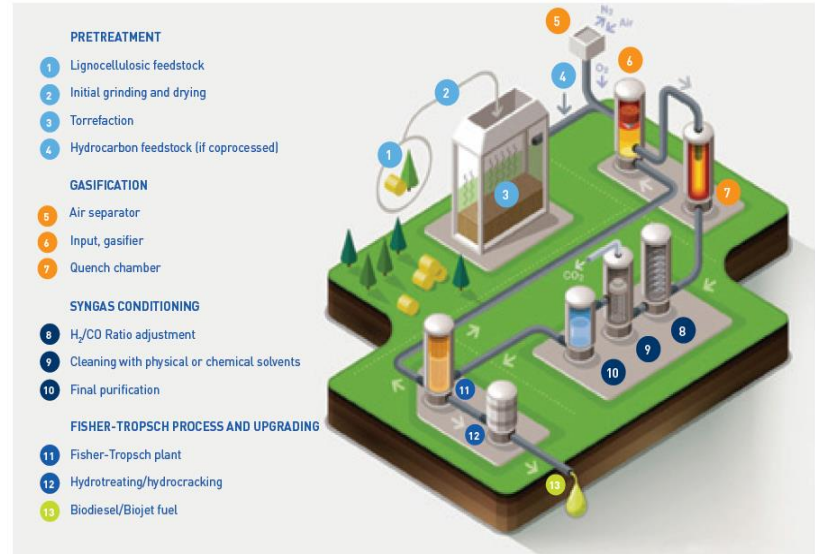 PRETREATMENT
1 Lignocellulosic feedstock
2 Initial grinding and drying
3 Torrefaction
4 Hydrocarbon feedstock (if coprocessed)
GASIFICATION
5 Air separator
6 Input, gasifier
7 Quench chamber
SYNGAS CONDITIONING
8 H₂/CO Ratio adjustment
9 Cleaning with physical or chemical solvents
10 Final purification
FISHER-TROPSCH PROCESS AND UPGRADING
11 Fisher-Tropsch plant
12 Hydrotreating/hydrocracking
13 Biodiesel/Biojet fuel
5
N₂
Air
6
4
O₂
2
1
3
7
CO₂
8
9
10
11
12
13